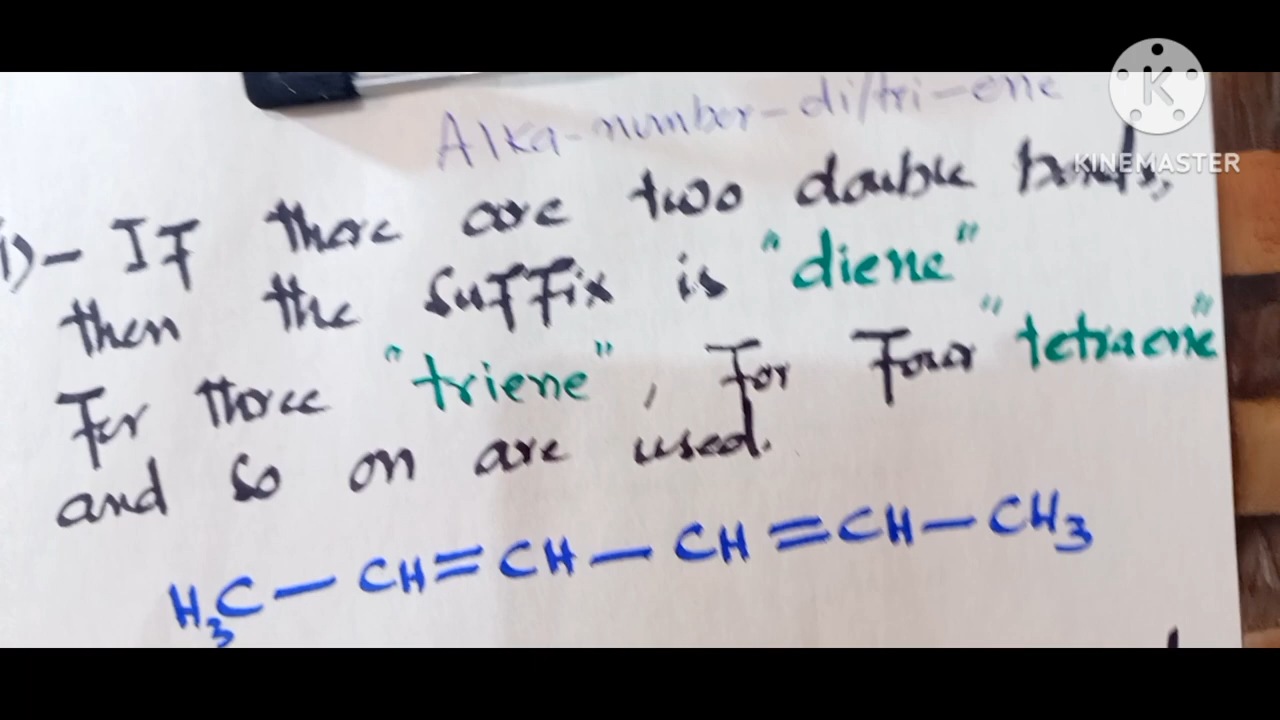 Alka-number-di/tri-ene
K
KINEMASTER
i)- If there are two double bonds,
then the suffix is "diene"
For three "triene", For Four "tetraene"
and so on are used.
H₃C - CH = CH - CH = CH - CH₃